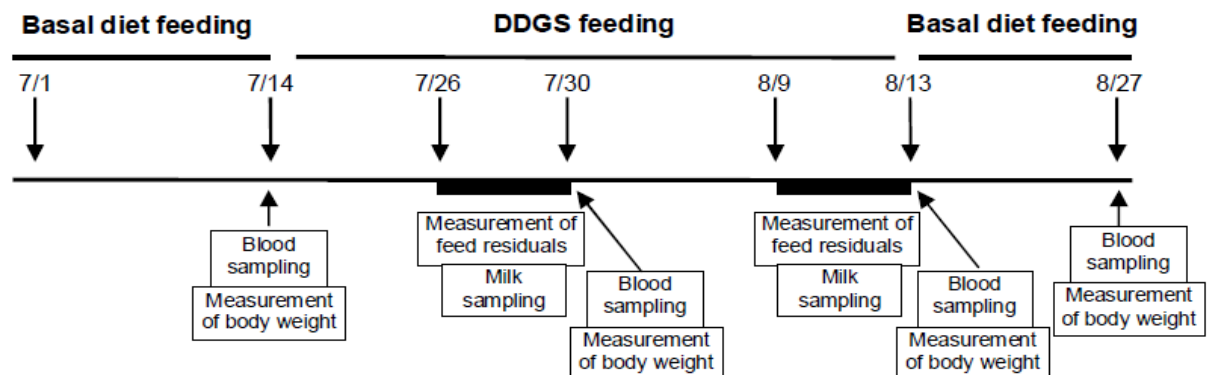 Basal diet feeding
DDGS feeding
Basal diet feeding
7/1
7/14
7/26
7/30
8/9
8/13
8/27
Blood
sampling
Measurement
of body weight
Measurement of
feed residuals
Milk
sampling
Blood
sampling
Measurement
of body weight
Measurement of
feed residuals
Milk
sampling
Blood
sampling
Measurement
of body weight
Blood
sampling
Measurement
of body weight